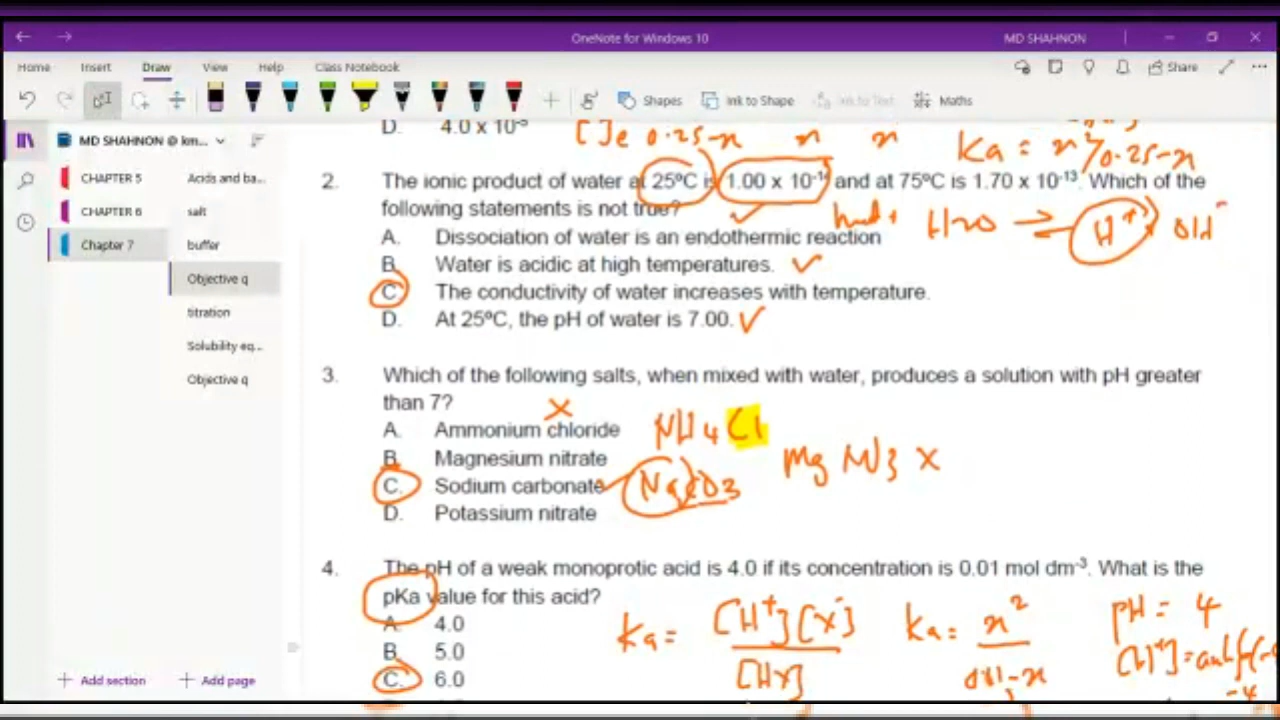 OneNote for Windows 10
MD SHAHNON
Home Insert Draw View Help Class Notebook
Share
Shapes Ink to Shape Ink to Text Maths
MD SHAHNON @ km...
CHAPTER 5
CHAPTER 6
Chapter 7
Acids and ba...
salt
buffer
Objective q
titration
Solubility eq...
Objective q
Add section
Add page
D. 4.0 x 10⁻⁵
[ ]e 0.25-x x x
Ka = x²/0.25-x
2. The ionic product of water at 25ºC is 1.00 x 10⁻¹⁴ and at 75ºC is 1.70 x 10⁻¹³. Which of the
following statements is not true?
heat + H2O ⇌ H⁺ OH⁻
A. Dissociation of water is an endothermic reaction
B. Water is acidic at high temperatures. ✓
C. The conductivity of water increases with temperature.
D. At 25ºC, the pH of water is 7.00. ✓
3. Which of the following salts, when mixed with water, produces a solution with pH greater
than 7?
A. Ammonium chloride X NH4Cl
B. Magnesium nitrate Mg NO3 X
C. Sodium carbonate ✓
D. Potassium nitrate
4. The pH of a weak monoprotic acid is 4.0 if its concentration is 0.01 mol dm⁻³. What is the
pKa value for this acid?
A. 4.0
B. 5.0
C. 6.0
Ka = [H⁺][X⁻]
[HX]
Ka = x²
pH = 4